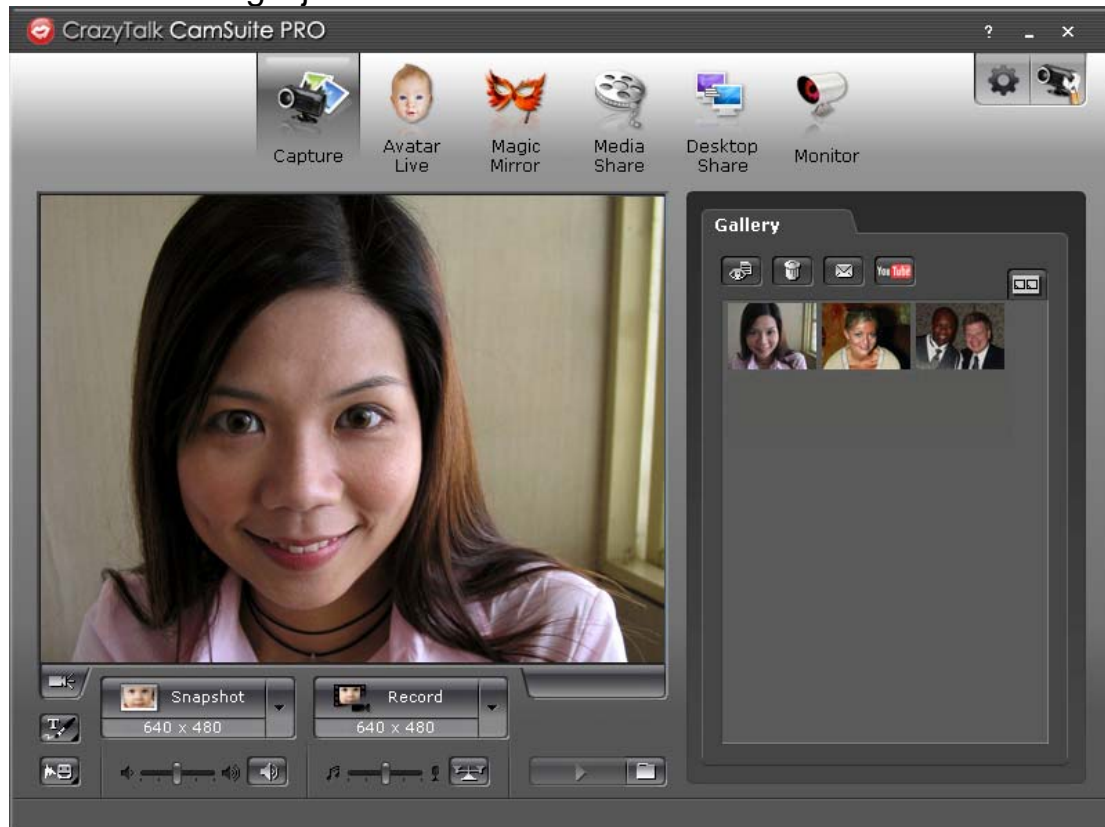 CrazyTalk CamSuite PRO
?
Capture
Avatar
Live
Magic
Mirror
Media
Share
Desktop
Share
Monitor
Gallery
You Tube
Snapshot
640 x 480
Record
640 x 480
T